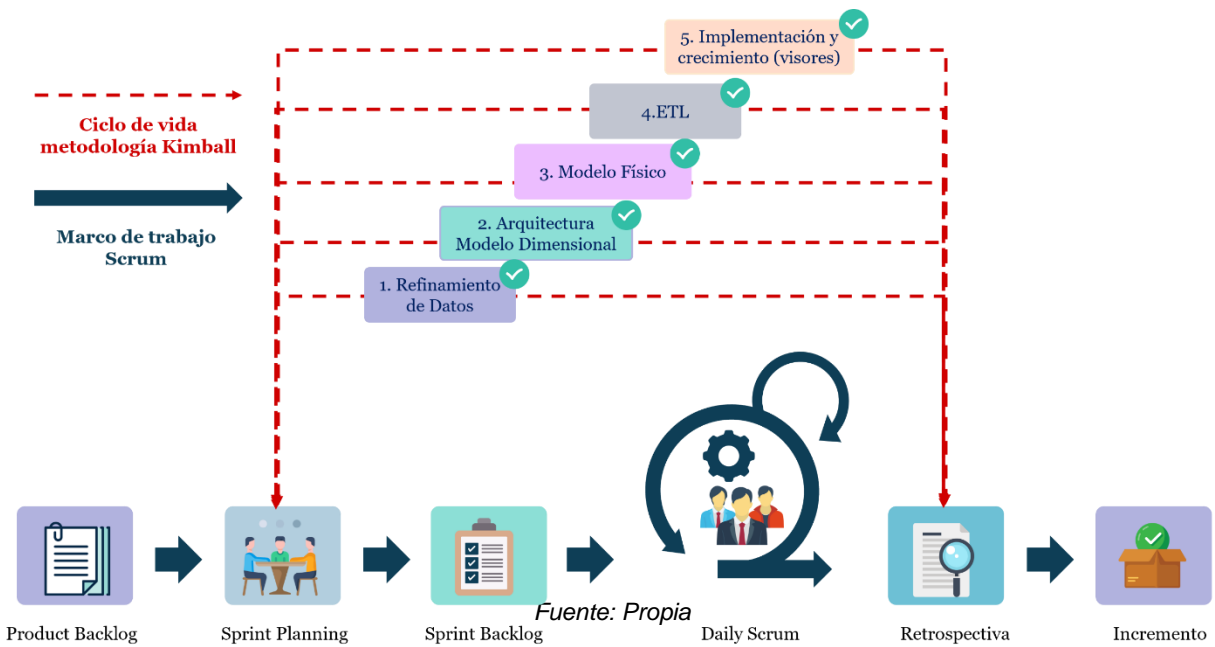 5. Implementación y
crecimiento (visores)
4.ETL
3. Modelo Físico
2. Arquitectura
Modelo Dimensional
1. Refinamiento
de Datos
Ciclo de vida
metodología Kimball
Marco de trabajo
Scrum
Fuente: Propia
Product Backlog
Sprint Planning
Sprint Backlog
Daily Scrum
Retrospectiva
Incremento